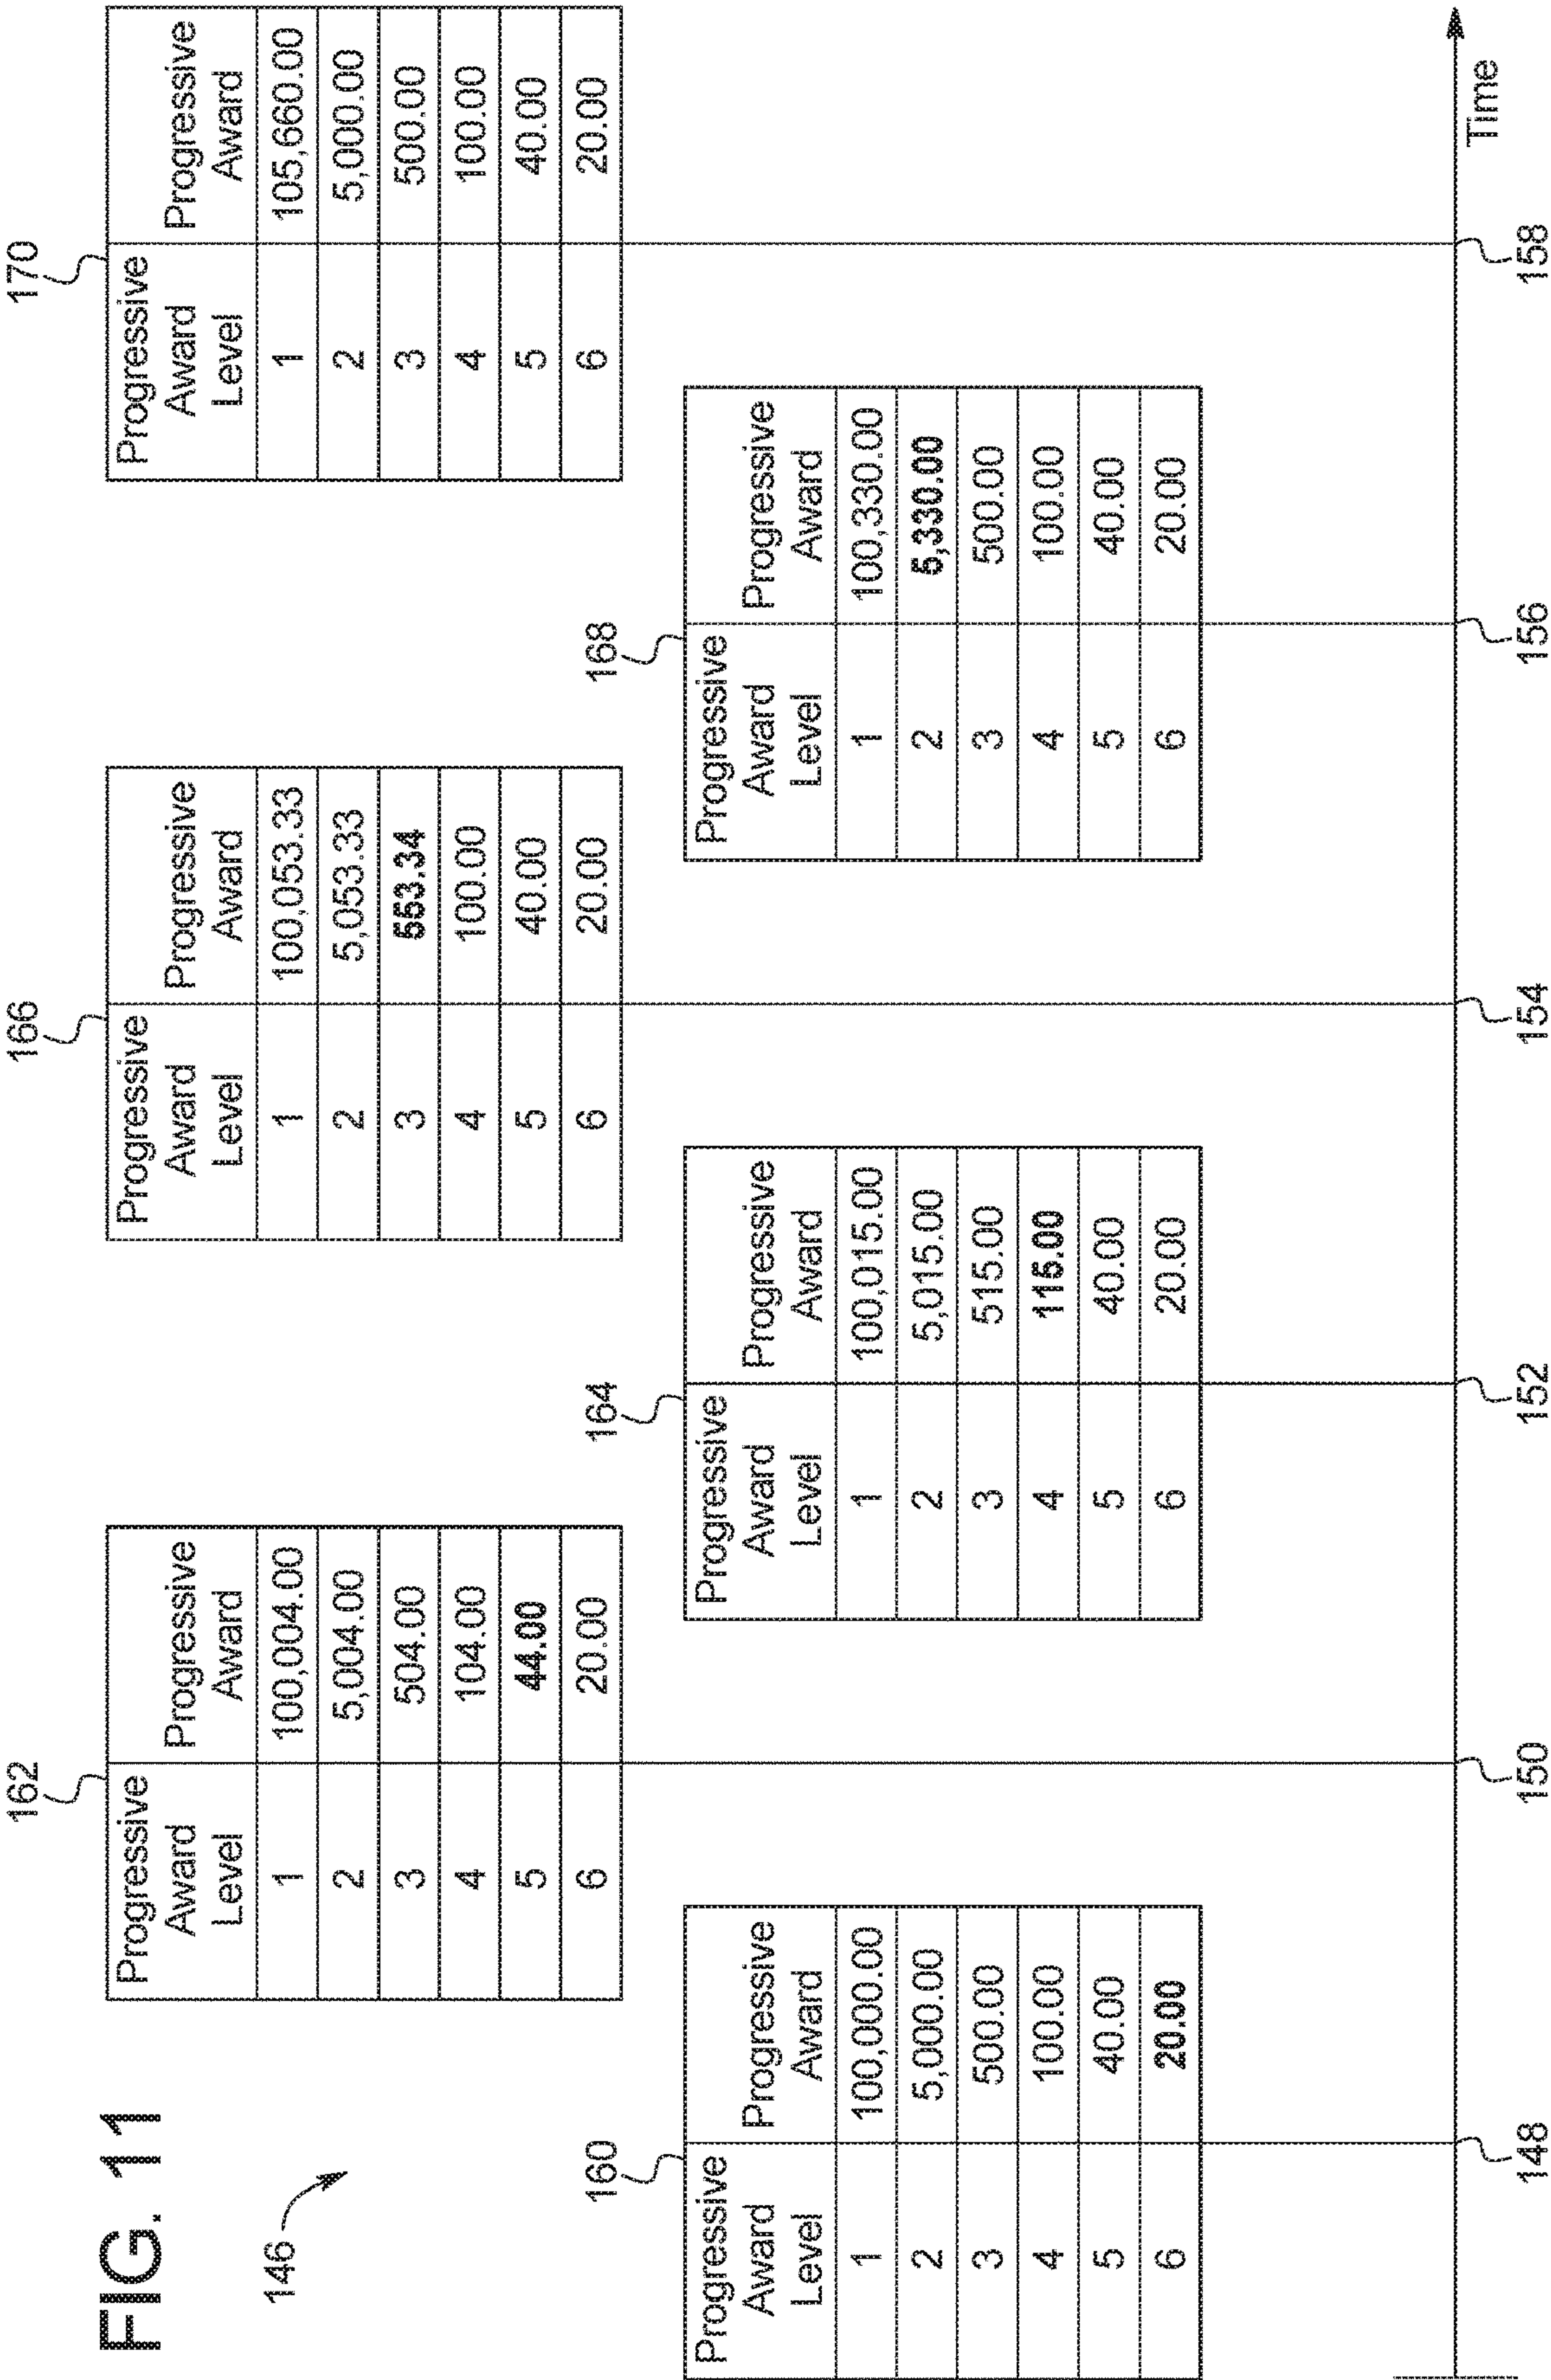 FIG. 11
146
162
Progressive Award Level | Progressive Award
1 | 100,004.00
2 | 5,004.00
3 | 504.00
4 | 104.00
5 | 44.00
6 | 20.00
166
Progressive Award Level | Progressive Award
1 | 100,053.33
2 | 5,053.33
3 | 553.34
4 | 100.00
5 | 40.00
6 | 20.00
170
Progressive Award Level | Progressive Award
1 | 105,660.00
2 | 5,000.00
3 | 500.00
4 | 100.00
5 | 40.00
6 | 20.00
160
Progressive Award Level | Progressive Award
1 | 100,000.00
2 | 5,000.00
3 | 500.00
4 | 100.00
5 | 40.00
6 | 20.00
164
Progressive Award Level | Progressive Award
1 | 100,015.00
2 | 5,015.00
3 | 515.00
4 | 115.00
5 | 40.00
6 | 20.00
168
Progressive Award Level | Progressive Award
1 | 100,330.00
2 | 5,330.00
3 | 500.00
4 | 100.00
5 | 40.00
6 | 20.00
Time
148
150
152
154
156
158